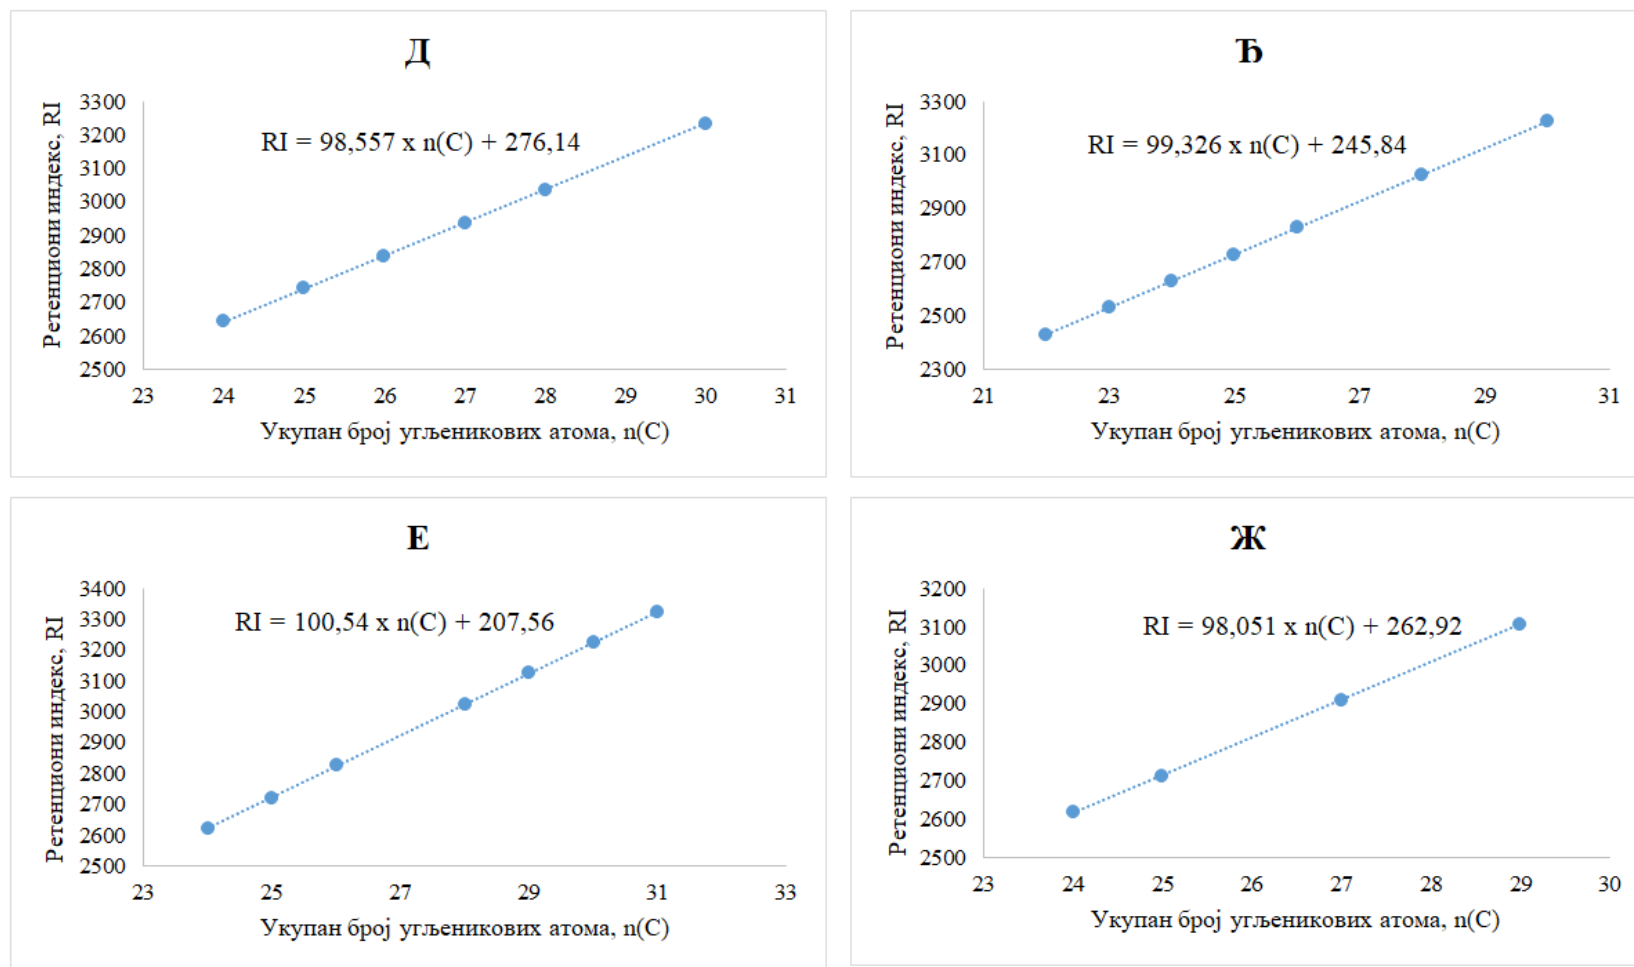 Д
RI = 98,557 x n(C) + 276,14
Ретенциони индекс, RI
3300
3200
3100
3000
2900
2800
2700
2600
2500
23 24 25 26 27 28 29 30 31
Укупан број угљеникових атома, n(C)
Ђ
RI = 99,326 x n(C) + 245,84
Ретенциони индекс, RI
3300
3100
2900
2700
2500
2300
21 23 25 27 29 31
Укупан број угљеникових атома, n(C)
Е
RI = 100,54 x n(C) + 207,56
Ретенциони индекс, RI
3400
3300
3200
3100
3000
2900
2800
2700
2600
2500
23 25 27 29 31 33
Укупан број угљеникових атома, n(C)
Ж
RI = 98,051 x n(C) + 262,92
Ретенциони индекс, RI
3200
3100
3000
2900
2800
2700
2600
2500
23 24 25 26 27 28 29 30
Укупан број угљеникових атома, n(C)